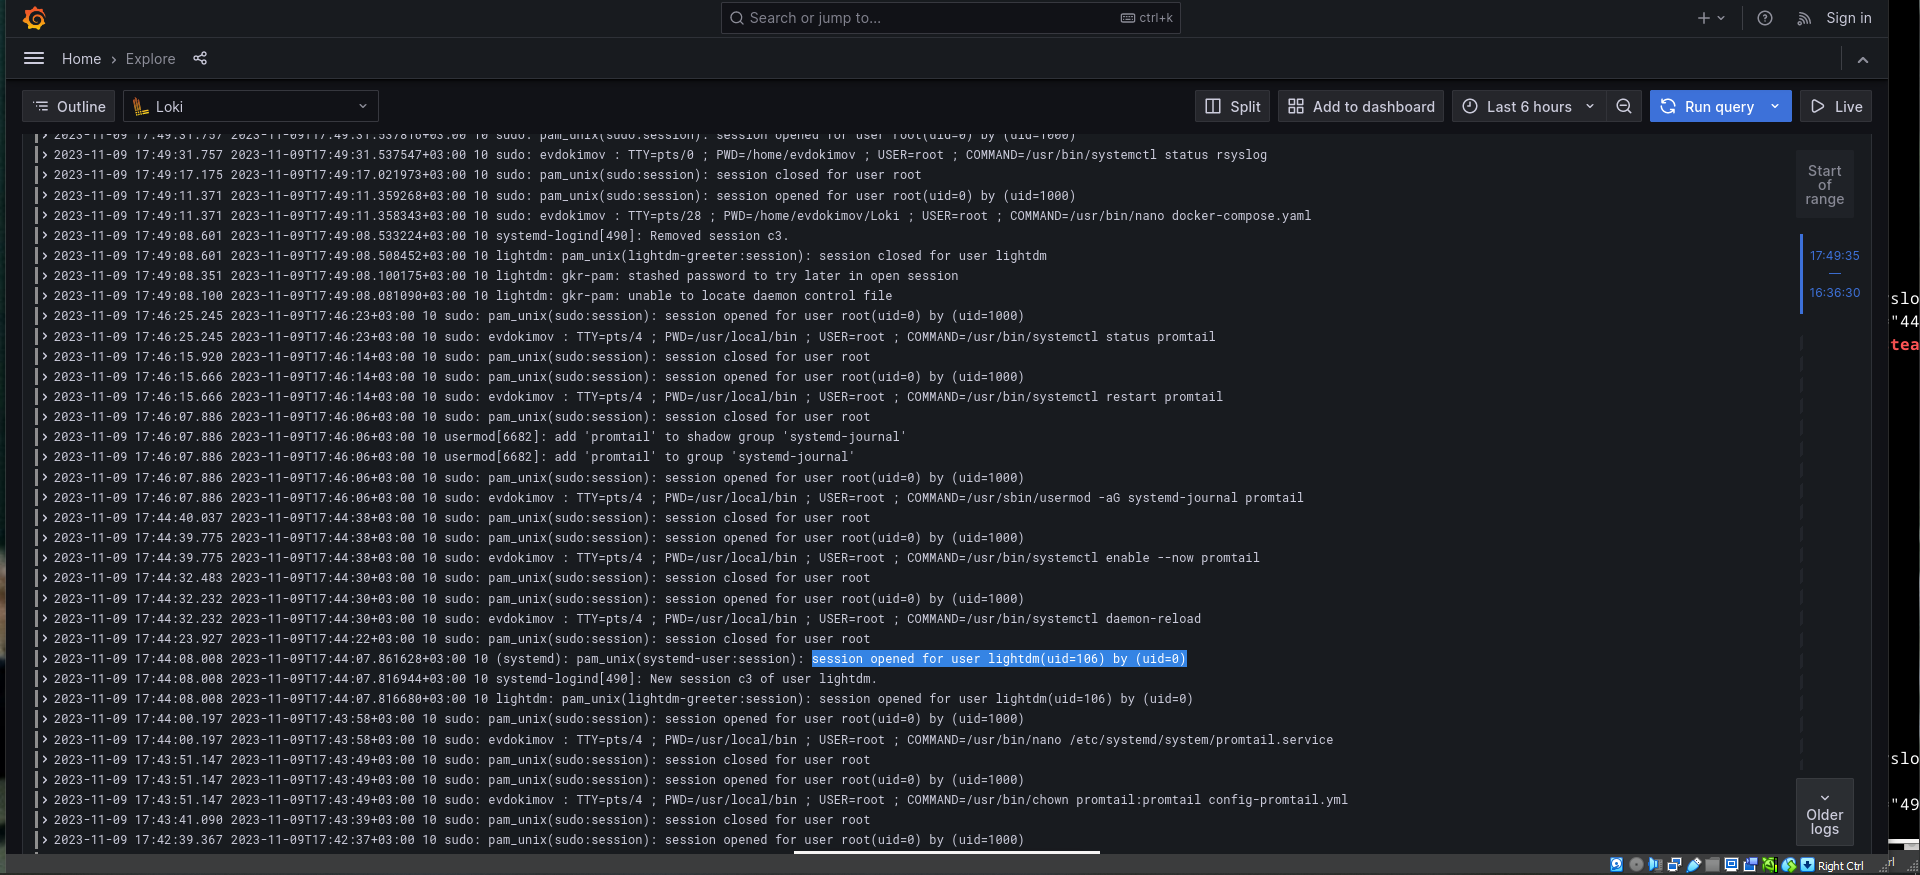 Search or jump to...
ctrl+k
Sign in
Home › Explore
Outline
Loki
Split
Add to dashboard
Last 6 hours
Run query
Live
2023-11-09 17:49:31.757 2023-11-09T17:49:31.537816+03:00 10 sudo: pam_unix(sudo:session): session opened for user root(uid=0) by (uid=1000)
2023-11-09 17:49:31.757 2023-11-09T17:49:31.537547+03:00 10 sudo: evdokimov : TTY=pts/0 ; PWD=/home/evdokimov ; USER=root ; COMMAND=/usr/bin/systemctl status rsyslog
2023-11-09 17:49:17.175 2023-11-09T17:49:17.021973+03:00 10 sudo: pam_unix(sudo:session): session closed for user root
2023-11-09 17:49:11.371 2023-11-09T17:49:11.359268+03:00 10 sudo: pam_unix(sudo:session): session opened for user root(uid=0) by (uid=1000)
2023-11-09 17:49:11.371 2023-11-09T17:49:11.358343+03:00 10 sudo: evdokimov : TTY=pts/28 ; PWD=/home/evdokimov/Loki ; USER=root ; COMMAND=/usr/bin/nano docker-compose.yaml
2023-11-09 17:49:08.601 2023-11-09T17:49:08.533224+03:00 10 systemd-logind[490]: Removed session c3.
2023-11-09 17:49:08.601 2023-11-09T17:49:08.508452+03:00 10 lightdm: pam_unix(lightdm-greeter:session): session closed for user lightdm
2023-11-09 17:49:08.351 2023-11-09T17:49:08.100175+03:00 10 lightdm: gkr-pam: stashed password to try later in open session
2023-11-09 17:49:08.100 2023-11-09T17:49:08.081090+03:00 10 lightdm: gkr-pam: unable to locate daemon control file
2023-11-09 17:46:25.245 2023-11-09T17:46:23+03:00 10 sudo: pam_unix(sudo:session): session opened for user root(uid=0) by (uid=1000)
2023-11-09 17:46:25.245 2023-11-09T17:46:23+03:00 10 sudo: evdokimov : TTY=pts/4 ; PWD=/usr/local/bin ; USER=root ; COMMAND=/usr/bin/systemctl status promtail
2023-11-09 17:46:15.920 2023-11-09T17:46:14+03:00 10 sudo: pam_unix(sudo:session): session closed for user root
2023-11-09 17:46:15.666 2023-11-09T17:46:14+03:00 10 sudo: pam_unix(sudo:session): session opened for user root(uid=0) by (uid=1000)
2023-11-09 17:46:15.666 2023-11-09T17:46:14+03:00 10 sudo: evdokimov : TTY=pts/4 ; PWD=/usr/local/bin ; USER=root ; COMMAND=/usr/bin/systemctl restart promtail
2023-11-09 17:46:07.886 2023-11-09T17:46:06+03:00 10 sudo: pam_unix(sudo:session): session closed for user root
2023-11-09 17:46:07.886 2023-11-09T17:46:06+03:00 10 usermod[6682]: add 'promtail' to shadow group 'systemd-journal'
2023-11-09 17:46:07.886 2023-11-09T17:46:06+03:00 10 usermod[6682]: add 'promtail' to group 'systemd-journal'
2023-11-09 17:46:07.886 2023-11-09T17:46:06+03:00 10 sudo: pam_unix(sudo:session): session opened for user root(uid=0) by (uid=1000)
2023-11-09 17:46:07.886 2023-11-09T17:46:06+03:00 10 sudo: evdokimov : TTY=pts/4 ; PWD=/usr/local/bin ; USER=root ; COMMAND=/usr/sbin/usermod -aG systemd-journal promtail
2023-11-09 17:44:40.037 2023-11-09T17:44:38+03:00 10 sudo: pam_unix(sudo:session): session closed for user root
2023-11-09 17:44:39.775 2023-11-09T17:44:38+03:00 10 sudo: pam_unix(sudo:session): session opened for user root(uid=0) by (uid=1000)
2023-11-09 17:44:39.775 2023-11-09T17:44:38+03:00 10 sudo: evdokimov : TTY=pts/4 ; PWD=/usr/local/bin ; USER=root ; COMMAND=/usr/bin/systemctl enable --now promtail
2023-11-09 17:44:32.483 2023-11-09T17:44:30+03:00 10 sudo: pam_unix(sudo:session): session closed for user root
2023-11-09 17:44:32.232 2023-11-09T17:44:30+03:00 10 sudo: pam_unix(sudo:session): session opened for user root(uid=0) by (uid=1000)
2023-11-09 17:44:32.232 2023-11-09T17:44:30+03:00 10 sudo: evdokimov : TTY=pts/4 ; PWD=/usr/local/bin ; USER=root ; COMMAND=/usr/bin/systemctl daemon-reload
2023-11-09 17:44:23.927 2023-11-09T17:44:22+03:00 10 sudo: pam_unix(sudo:session): session closed for user root
2023-11-09 17:44:08.008 2023-11-09T17:44:07.861628+03:00 10 (systemd): pam_unix(systemd-user:session): session opened for user lightdm(uid=106) by (uid=0)
2023-11-09 17:44:08.008 2023-11-09T17:44:07.816944+03:00 10 systemd-logind[490]: New session c3 of user lightdm.
2023-11-09 17:44:08.008 2023-11-09T17:44:07.816680+03:00 10 lightdm: pam_unix(lightdm-greeter:session): session opened for user lightdm(uid=106) by (uid=0)
2023-11-09 17:44:00.197 2023-11-09T17:43:58+03:00 10 sudo: pam_unix(sudo:session): session opened for user root(uid=0) by (uid=1000)
2023-11-09 17:44:00.197 2023-11-09T17:43:58+03:00 10 sudo: evdokimov : TTY=pts/4 ; PWD=/usr/local/bin ; USER=root ; COMMAND=/usr/bin/nano /etc/systemd/system/promtail.service
2023-11-09 17:43:51.147 2023-11-09T17:43:49+03:00 10 sudo: pam_unix(sudo:session): session closed for user root
2023-11-09 17:43:51.147 2023-11-09T17:43:49+03:00 10 sudo: pam_unix(sudo:session): session opened for user root(uid=0) by (uid=1000)
2023-11-09 17:43:51.147 2023-11-09T17:43:49+03:00 10 sudo: evdokimov : TTY=pts/4 ; PWD=/usr/local/bin ; USER=root ; COMMAND=/usr/bin/chown promtail:promtail config-promtail.yml
2023-11-09 17:43:41.090 2023-11-09T17:43:39+03:00 10 sudo: pam_unix(sudo:session): session closed for user root
2023-11-09 17:42:39.367 2023-11-09T17:42:37+03:00 10 sudo: pam_unix(sudo:session): session opened for user root(uid=0) by (uid=1000)
Start
of
range
17:49:35
—
16:36:30
Older
logs
slo
"44
tea
slo
"49
Right Ctrl
rl